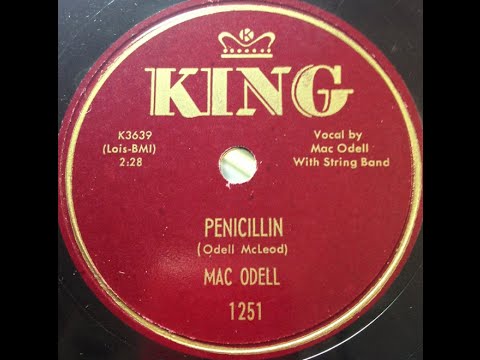 K
KING
K3639
(Lois-BMI)
2:28
Vocal by
Mac Odell
With String Band
PENICILLIN
(Odell McLeod)
MAC ODELL
1251